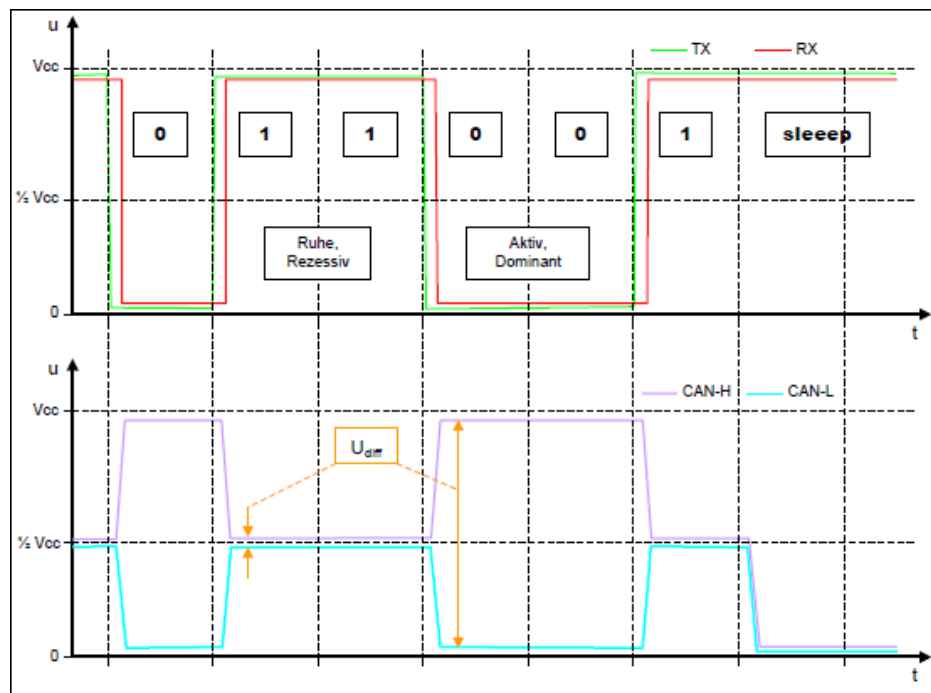 u
TX
RX
Vcc
0
1
1
0
0
1
sleeep
½ Vcc
Ruhe,
Rezessiv
Aktiv,
Dominant
0
t
u
CAN-H
CAN-L
Vcc
Udiff
½ Vcc
0
t